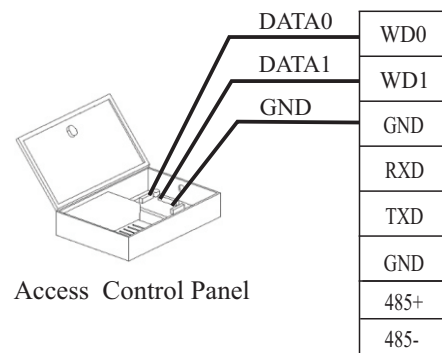 DATA0
WD0
DATA1
WD1
GND
GND
RXD
TXD
GND
485+
485-
Access Control Panel